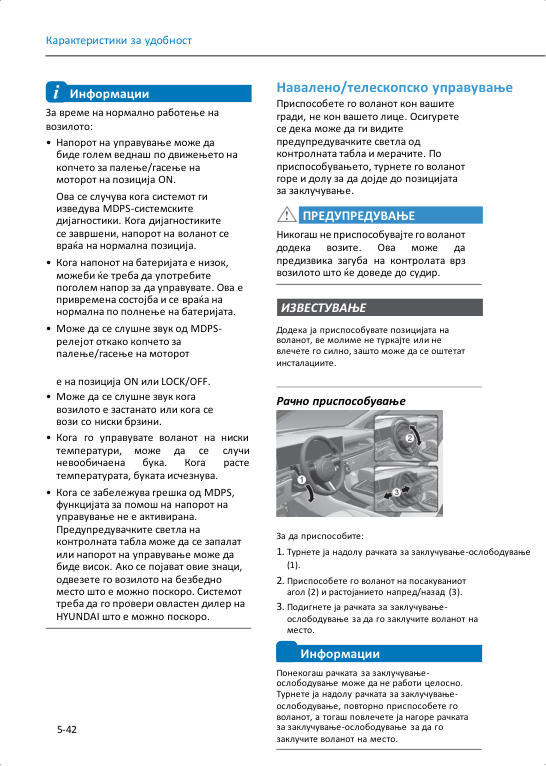 Карактеристики за удобност
i Информации
За време на нормално работење на
возилото:
• Напорот на управување може да
биде голем веднаш по движењето на
копчето за палење/гасење на
моторот на позиција ON.
Ова се случува кога системот ги
изведува MDPS-системските
дијагностики. Кога дијагностиките
се завршени, напорот на воланот се
враќа на нормална позиција.
• Кога напонот на батеријата е низок,
можеби ќе треба да употребите
поголем напор за да управувате. Ова е
привремена состојба и се враќа на
нормална по полнење на батеријата.
• Може да се слушне звук од MDPS-
релејот откако копчето за
палење/гасење на моторот
е на позиција ON или LOCK/OFF.
• Може да се слушне звук кога
возилото е застанато или кога се
вози со ниски брзини.
• Кога го управувате воланот на ниски
температури, може да се случи
невообичаена бука. Кога расте
температурата, буката исчезнува.
• Кога се забележува грешка од MDPS,
функцијата за помош на напорот на
управување не е активирана.
Предупредувачките светла на
контролната табла може да се запалат
или напорот на управување може да
биде висок. Ако се појават овие знаци,
одвезете го возилото на безбедно
место што е можно поскоро. Системот
треба да го провери овластен дилер на
HYUNDAI што е можно поскоро.
Навалено/телескопско управување
Приспособете го воланот кон вашите
гради, не кон вашето лице. Осигурете
се дека може да ги видите
предупредувачките светла од
контролната табла и мерачите. По
приспособувањето, турнете го воланот
горе и долу за да дојде до позицијата
за заклучување.
ПРЕДУПРЕДУВАЊЕ
Никогаш не приспособувајте го воланот
додека возите. Ова може да
предизвика загуба на контролата врз
возилото што ќе доведе до судир.
ИЗВЕСТУВАЊЕ
Додека ја приспособувате позицијата на
воланот, ве молиме не туркајте или не
влечете го силно, зашто може да се оштетат
инсталациите.
Рачно приспособување
1
2
3
За да приспособите:
1. Турнете ја надолу рачката за заклучување-ослободување
(1).
2. Приспособете го воланот на посакуваниот
агол (2) и растојанието напред/назад (3).
3. Подигнете ја рачката за заклучување-
ослободување за да го заклучите воланот на
место.
Информации
Понекогаш рачката за заклучување-
ослободување може да не работи целосно.
Турнете ја надолу рачката за заклучување-
ослободување, повторно приспособете го
воланот, а тогаш повлечете ја нагоре рачката
за заклучување-ослободување за да го
заклучите воланот на место.
5-42